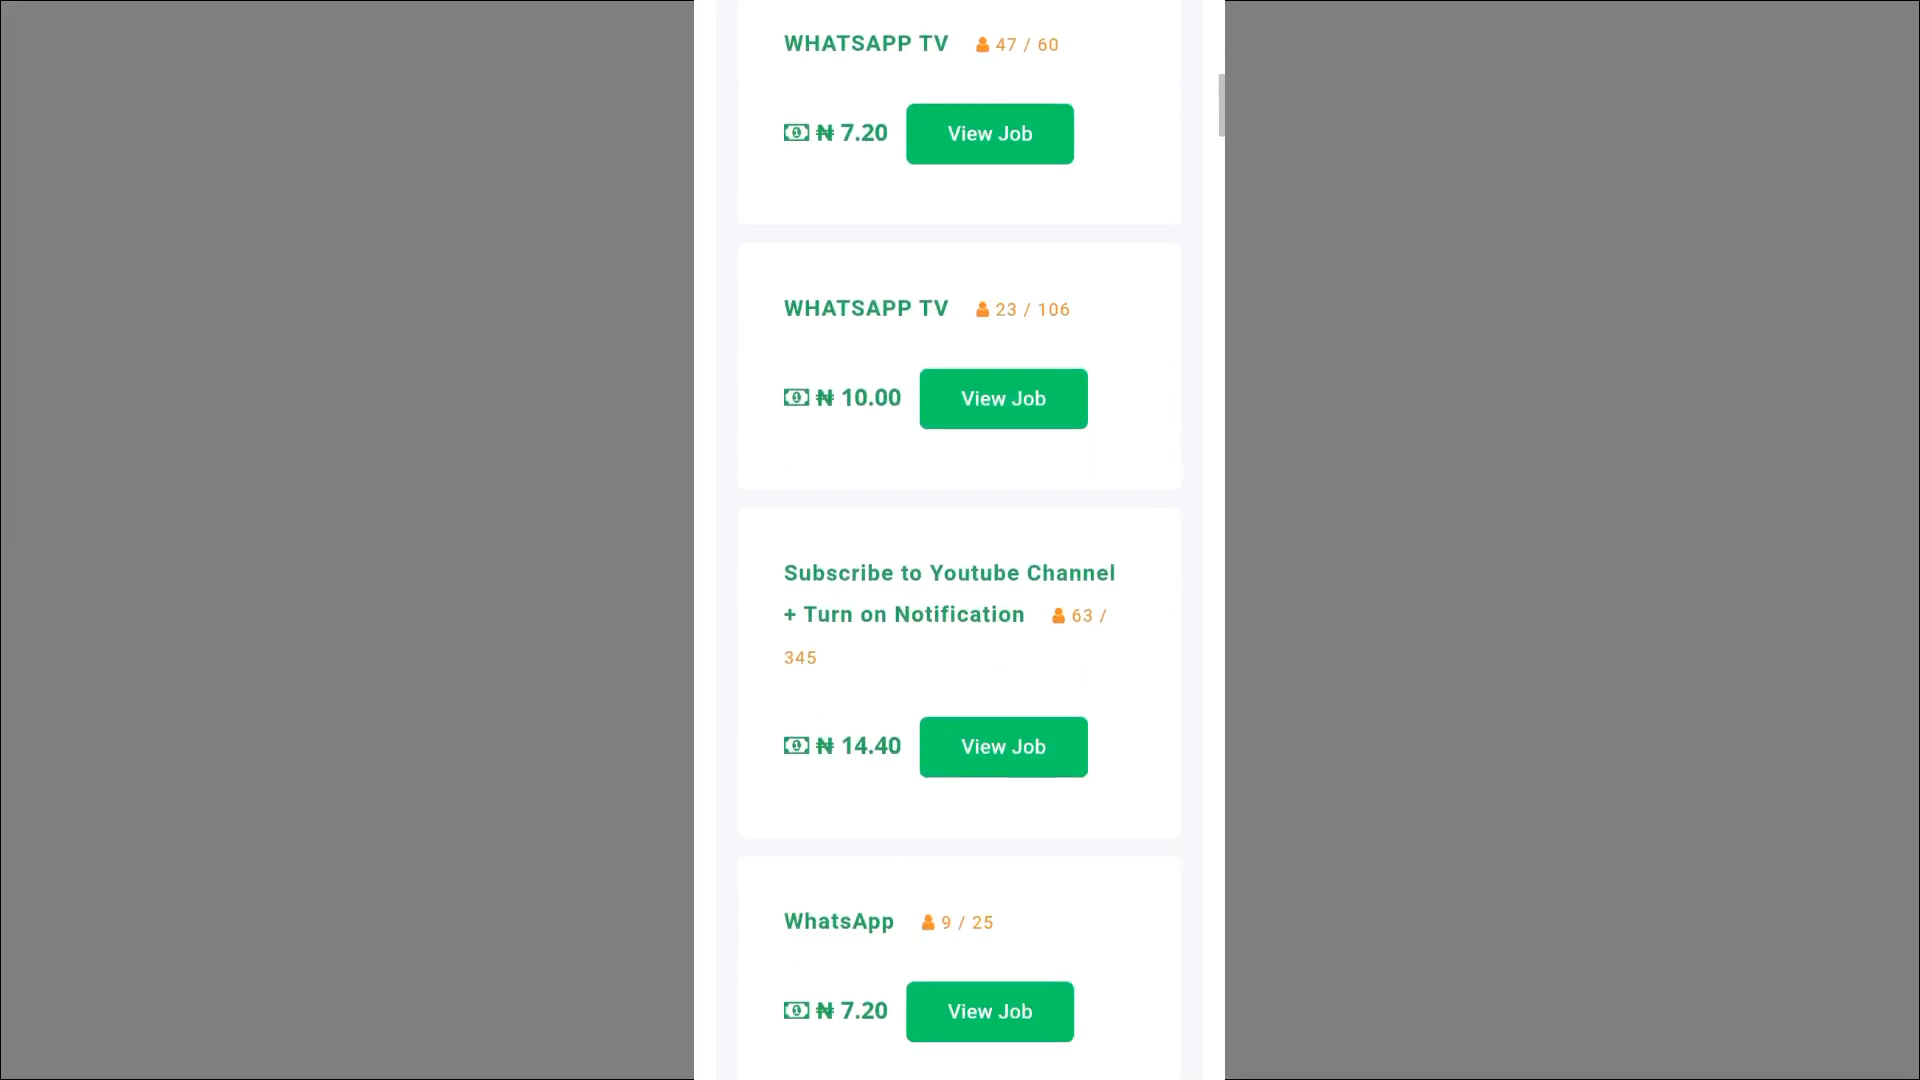 WHATSAPP TV 47 / 60
₦ 7.20 View Job
WHATSAPP TV 23 / 106
₦ 10.00 View Job
Subscribe to Youtube Channel
+ Turn on Notification 63 /
345
₦ 14.40 View Job
WhatsApp 9 / 25
₦ 7.20 View Job